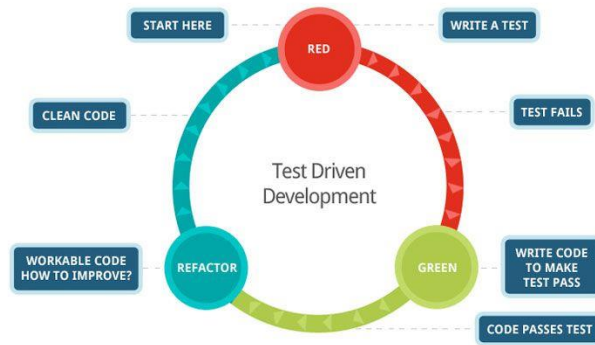 START HERE
RED
WRITE A TEST
CLEAN CODE
TEST FAILS
Test Driven
Development
WORKABLE CODE
HOW TO IMPROVE?
REFACTOR
GREEN
WRITE CODE
TO MAKE
TEST PASS
CODE PASSES TEST